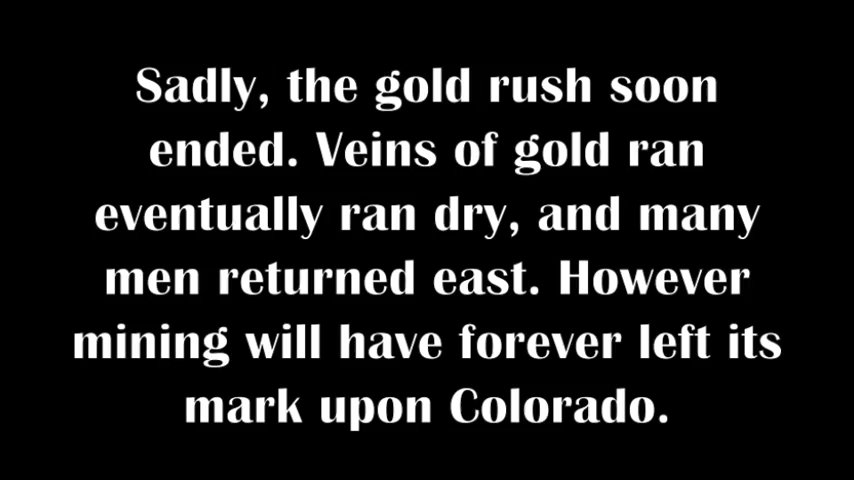 Sadly, the gold rush soon
ended. Veins of gold ran
eventually ran dry, and many
men returned east. However
mining will have forever left its
mark upon Colorado.